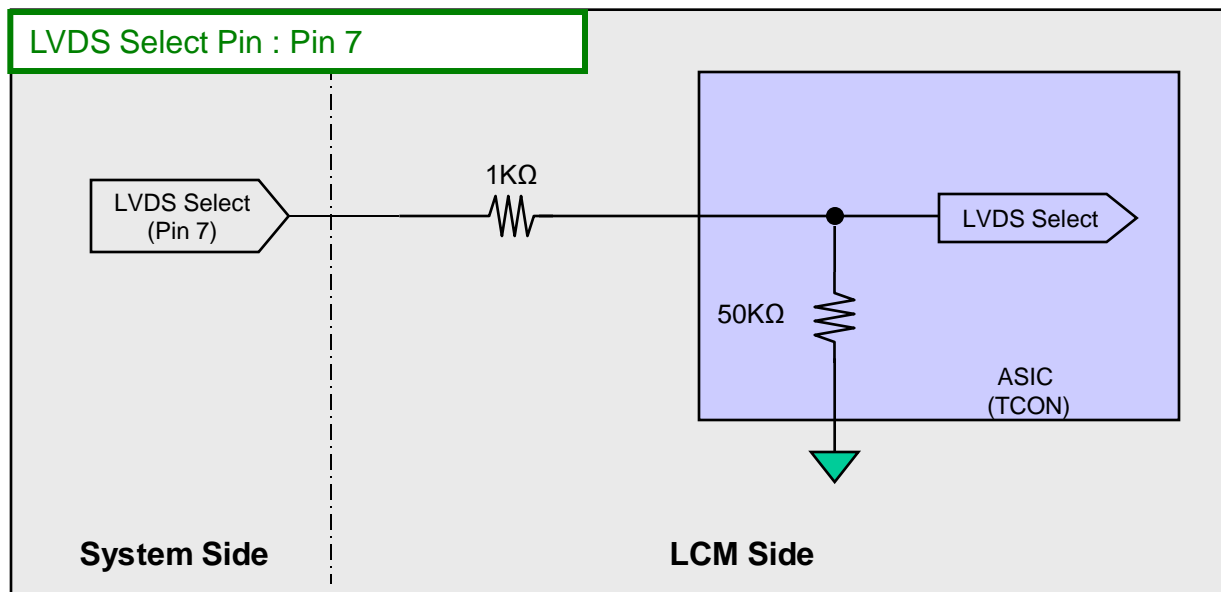 LVDS Select Pin : Pin 7
1KΩ
LVDS Select
(Pin 7)
LVDS Select
50KΩ
ASIC
(TCON)
System Side
LCM Side